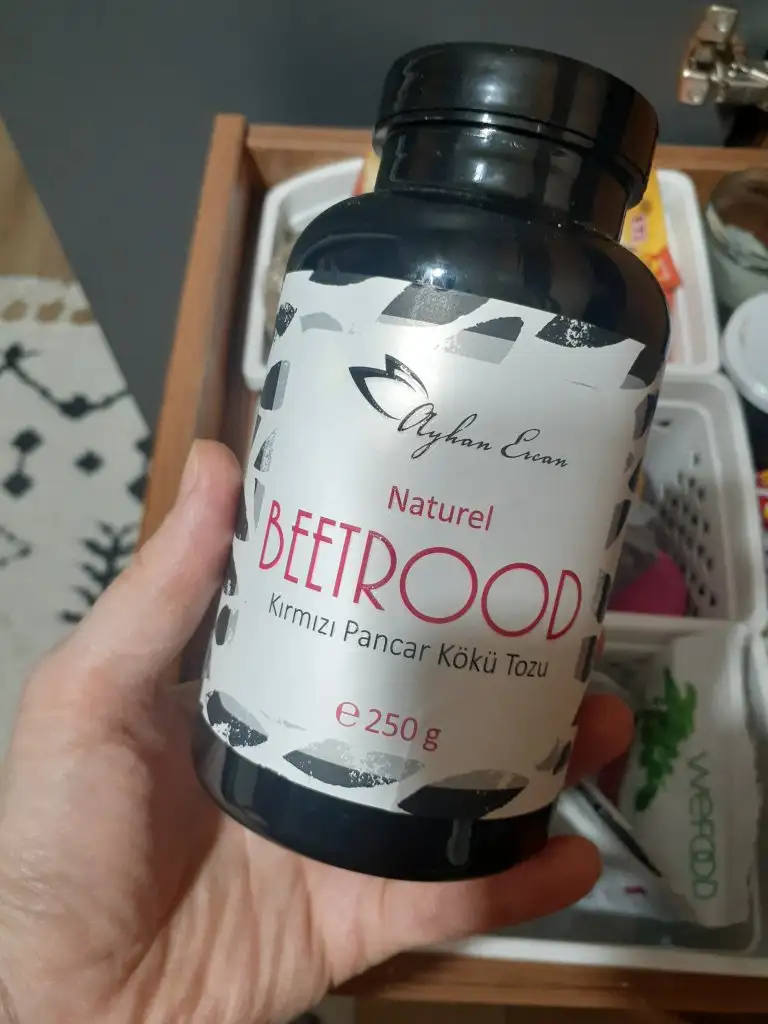 Ayhan Ercan
Naturel
BEETROOD
Kırmızı Pancar Kökü Tozu
℮ 250 g
WEFOOD